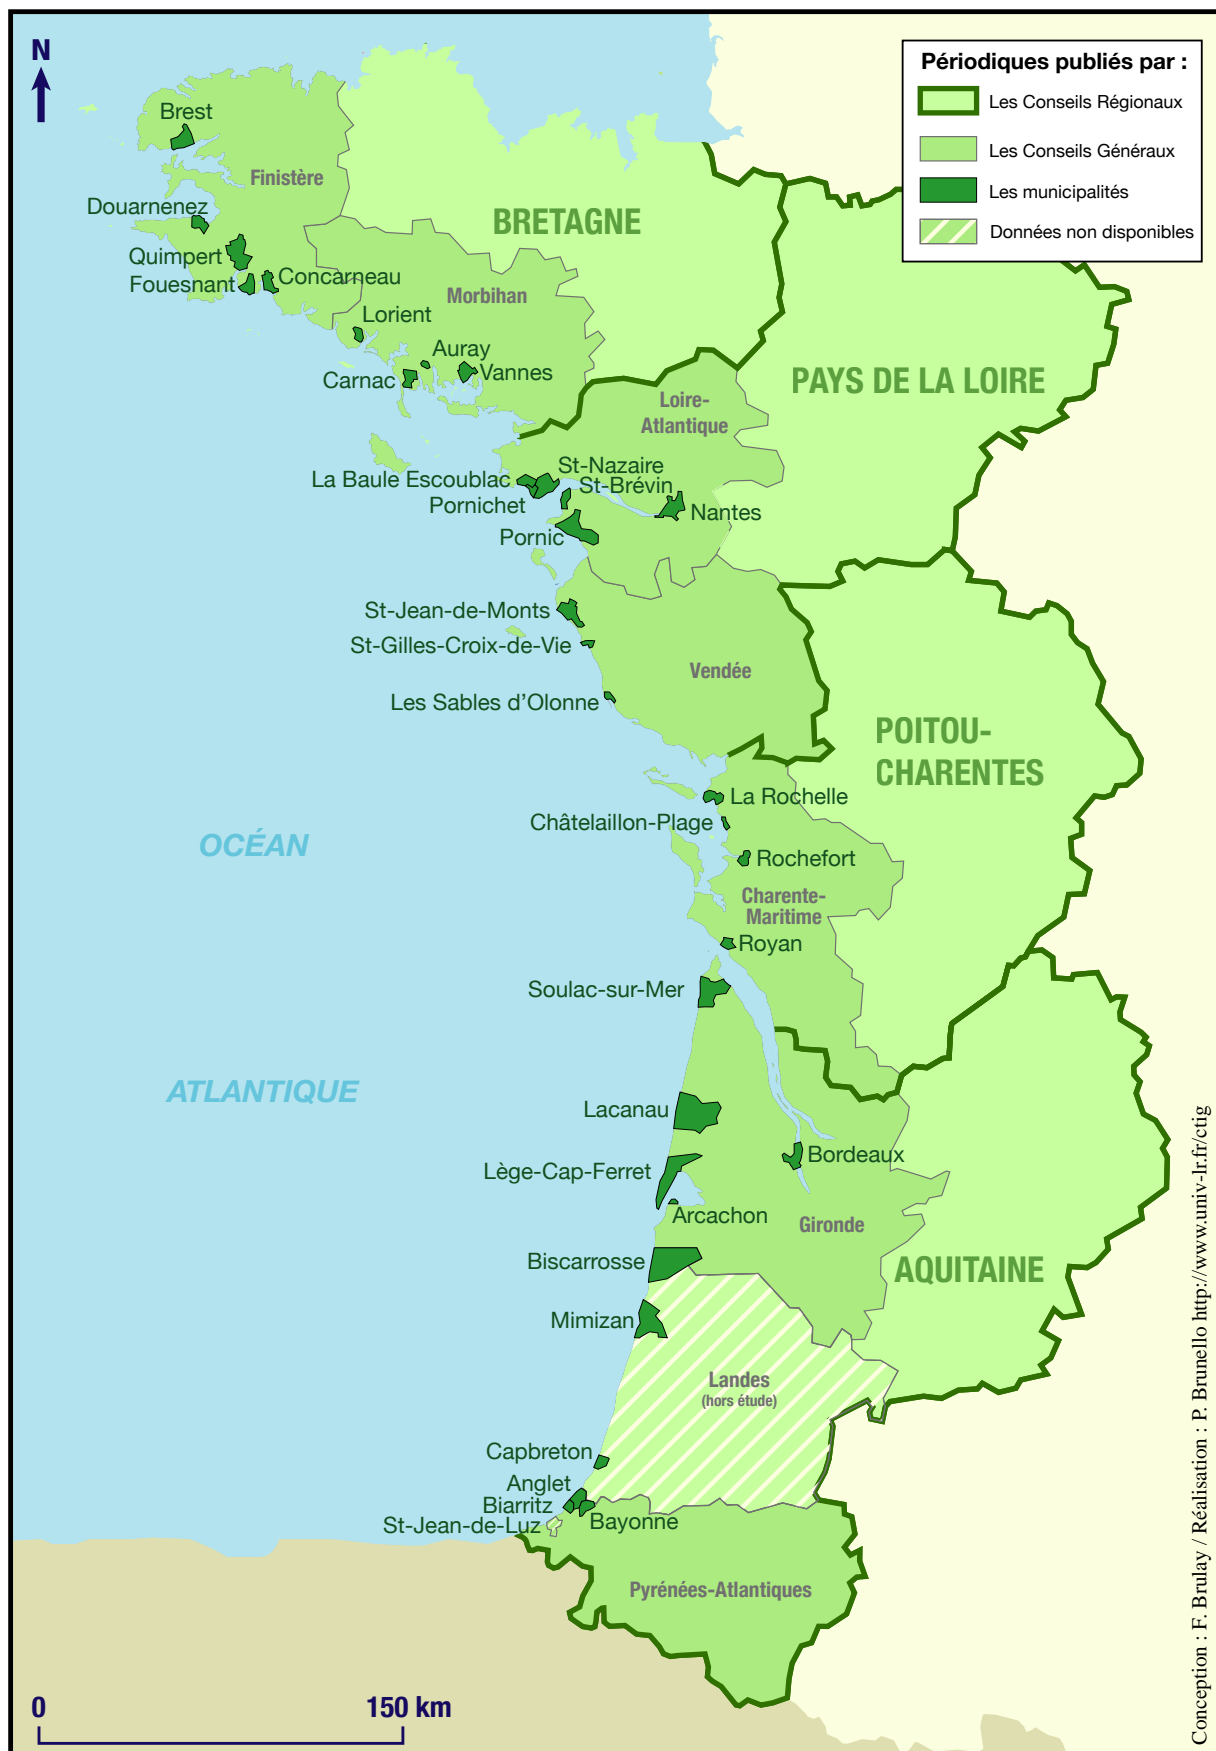 N
Périodiques publiés par :
Les Conseils Régionaux
Les Conseils Généraux
Les municipalités
Données non disponibles
Brest
Finistère
Douarnenez
BRETAGNE
Quimpert
Fouesnant
Concarneau
Morbihan
Lorient
Auray
Carnac
Vannes
PAYS DE LA LOIRE
Loire-
Atlantique
St-Nazaire
La Baule Escoublac
St-Brévin
Pornichet
Nantes
Pornic
St-Jean-de-Monts
St-Gilles-Croix-de-Vie
Vendée
Les Sables d’Olonne
POITOU-
CHARENTES
La Rochelle
Châtelaillon-Plage
OCÉAN
Rochefort
Charente-
Maritime
Royan
Soulac-sur-Mer
ATLANTIQUE
Lacanau
Bordeaux
Lège-Cap-Ferret
Arcachon
Gironde
Biscarrosse
AQUITAINE
Mimizan
Landes
(hors étude)
Capbreton
Anglet
Biarritz
St-Jean-de-Luz
Bayonne
Pyrénées-Atlantiques
0
150 km
Conception : F. Brulay / Réalisation : P. Brunello http://www.univ-lr.fr/ctig